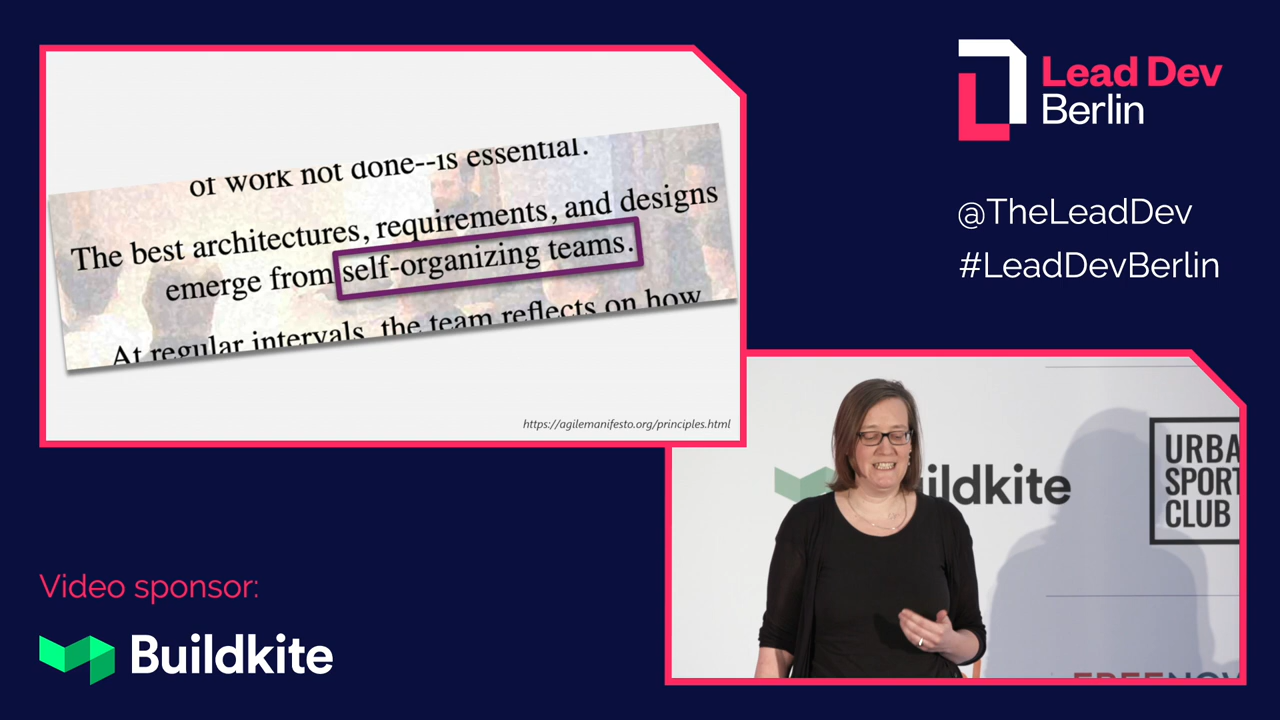 of work not done--is essential.
The best architectures, requirements, and designs
emerge from self-organizing teams.
At regular intervals, the team reflects on how
https://agilemanifesto.org/principles.html
Lead Dev
Berlin
@TheLeadDev
#LeadDevBerlin
ildkite
URBA
SPORT
CLUB
FREENOW
Video sponsor:
Buildkite